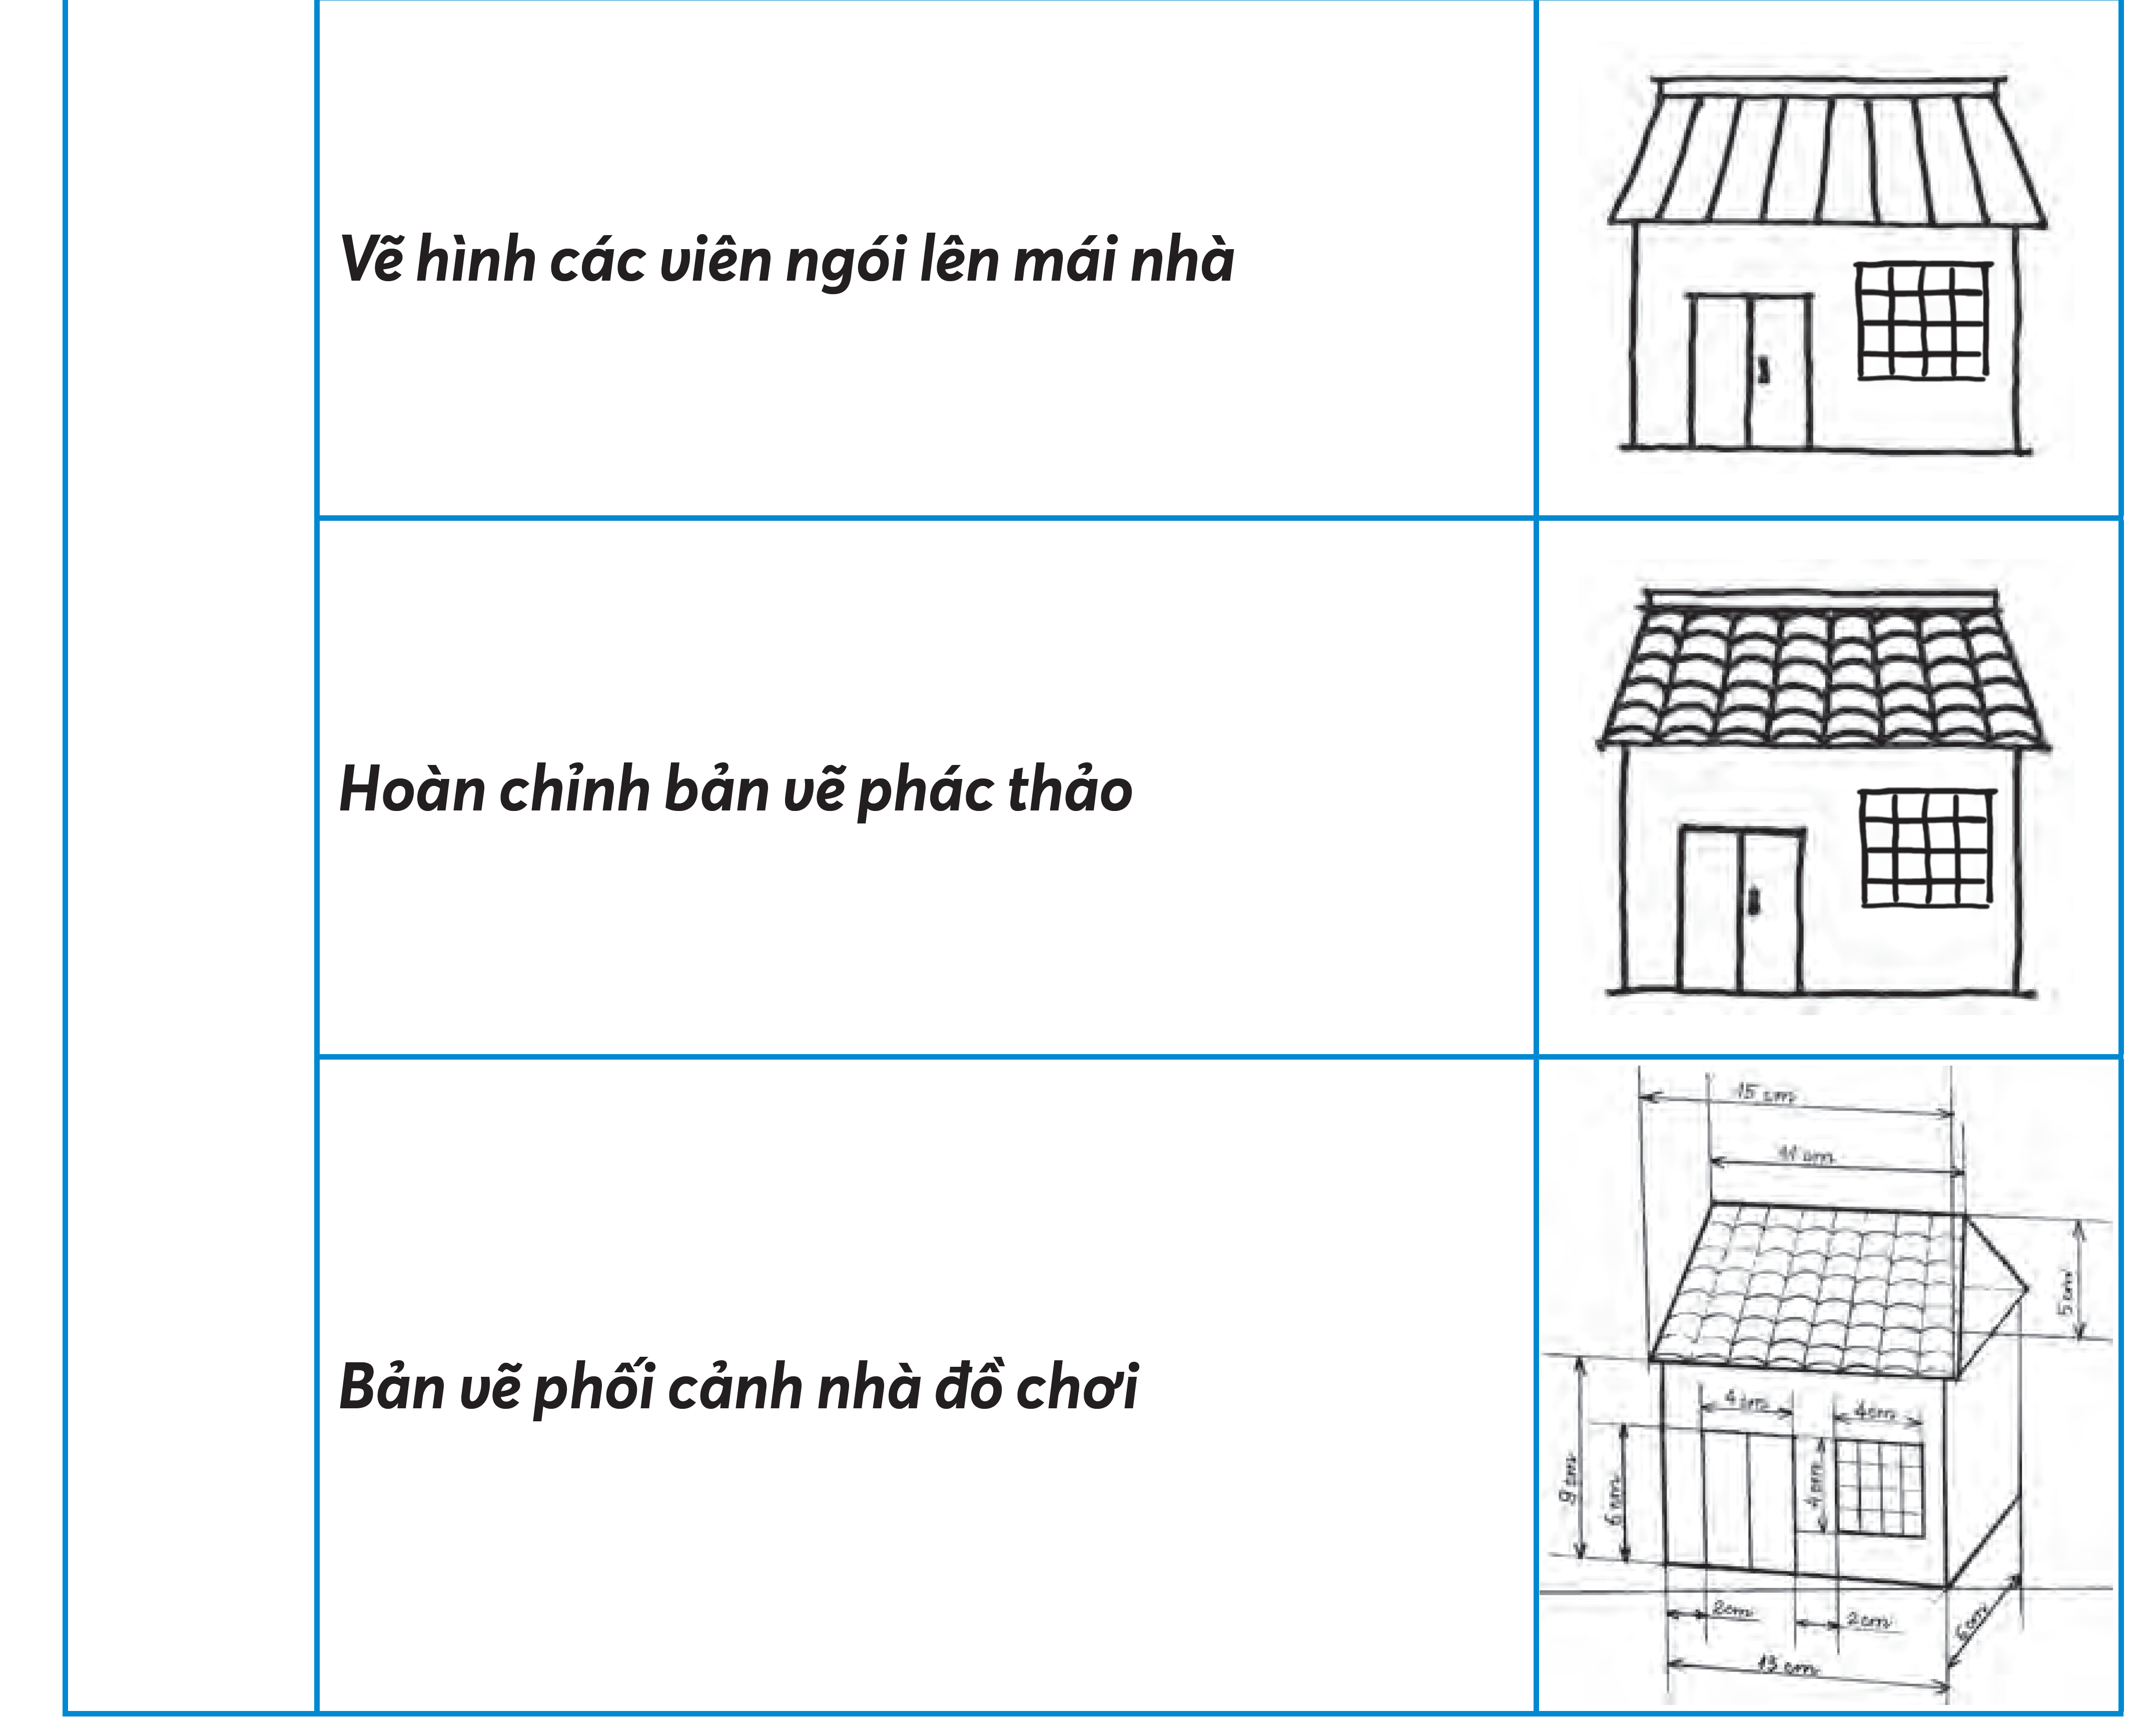 Vẽ hình các viên ngói lên mái nhà
Hoàn chỉnh bản vẽ phác thảo
Bản vẽ phối cảnh nhà đồ chơi
15 cm
11 cm
5 cm
4 cm
4 cm
9 cm
6 cm
4 cm
2 cm
2 cm
6 cm
13 cm